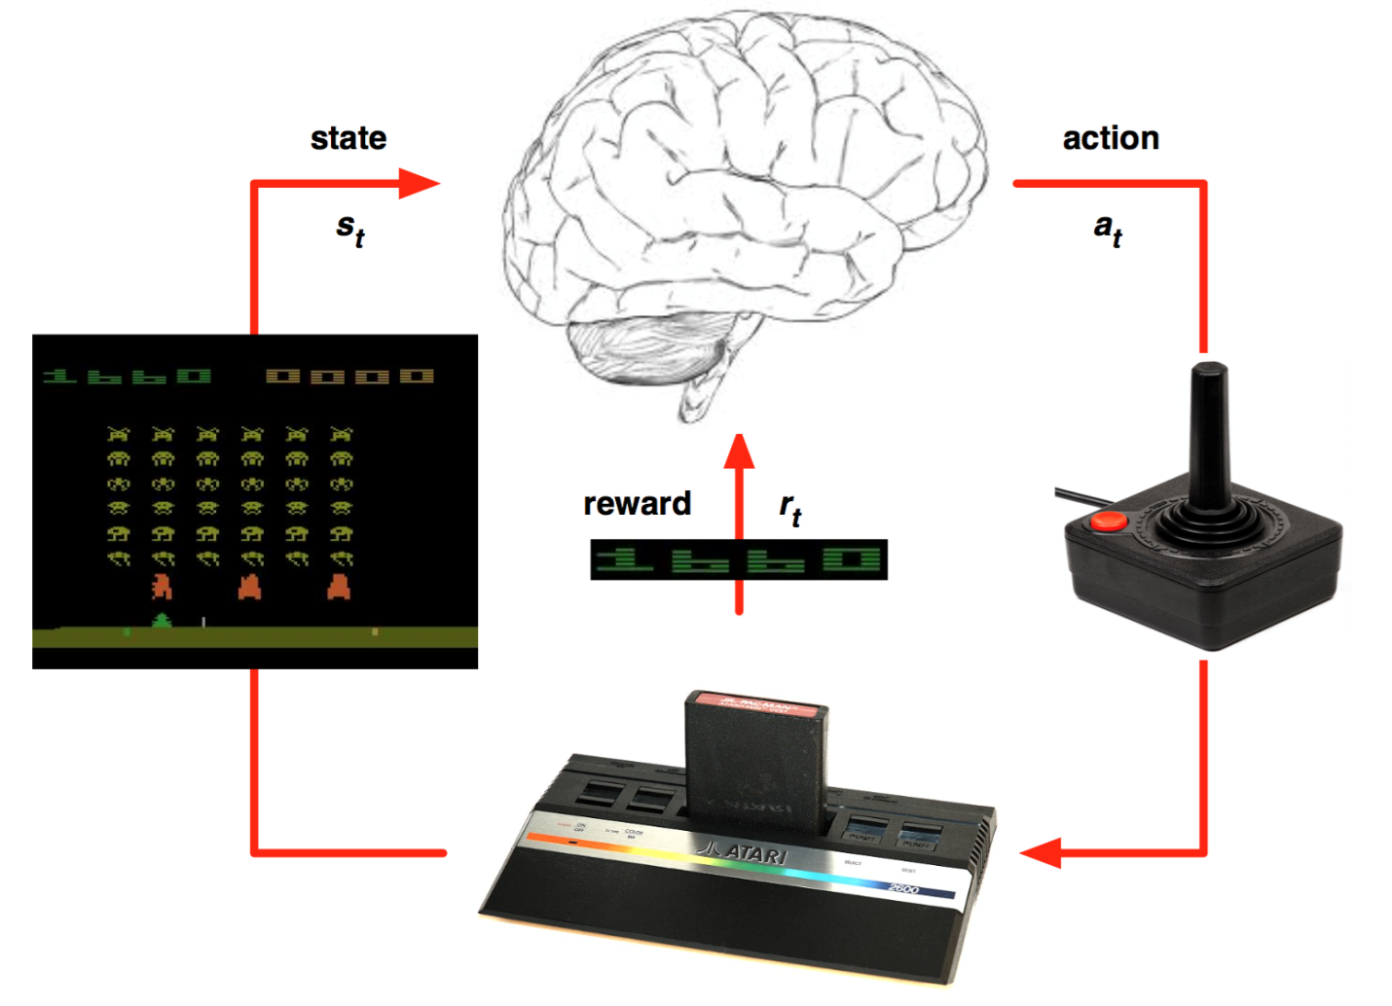 state
action
s_t
a_t
1660 0000
reward
r_t
1660
ATARI
2600